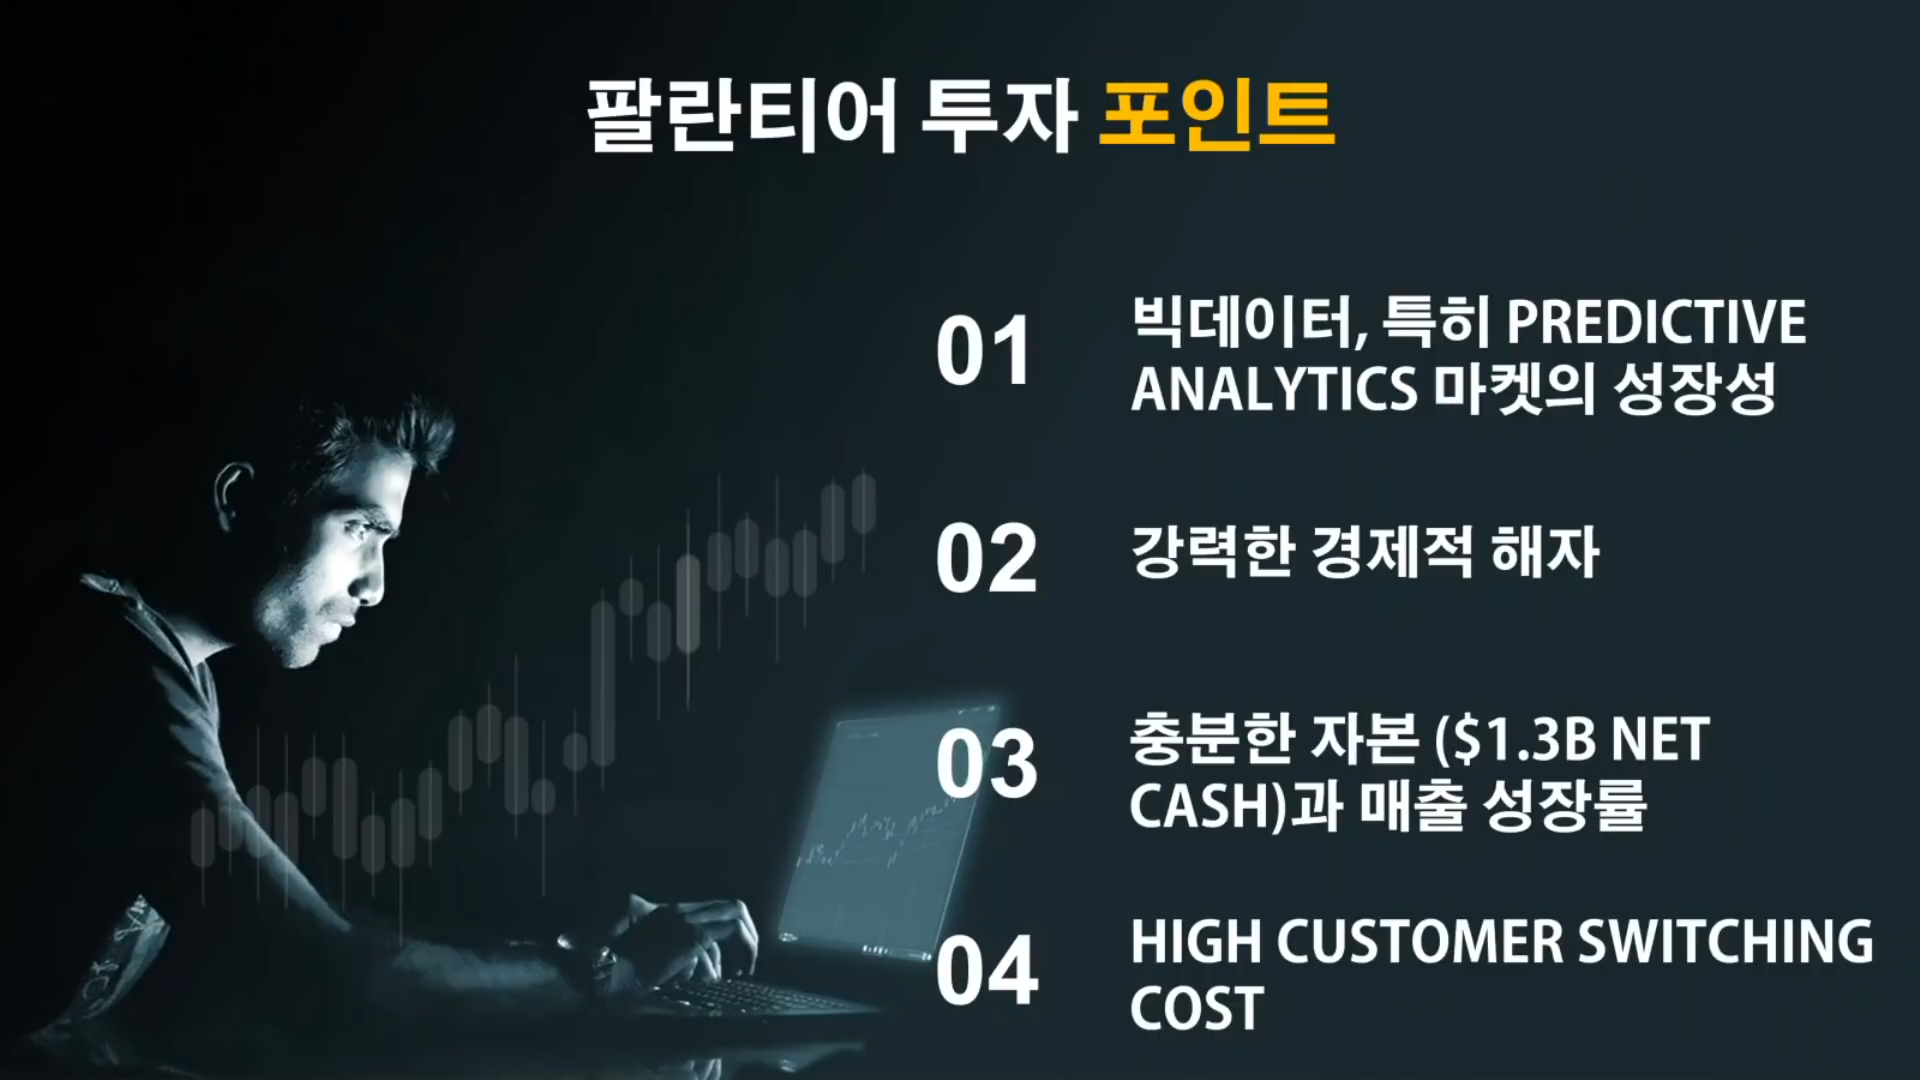 팔란티어 투자 포인트
01
빅데이터, 특히 PREDICTIVE
ANALYTICS 마켓의 성장성
02
강력한 경제적 해자
03
충분한 자본 ($1.3B NET
CASH)과 매출 성장률
04
HIGH CUSTOMER SWITCHING
COST